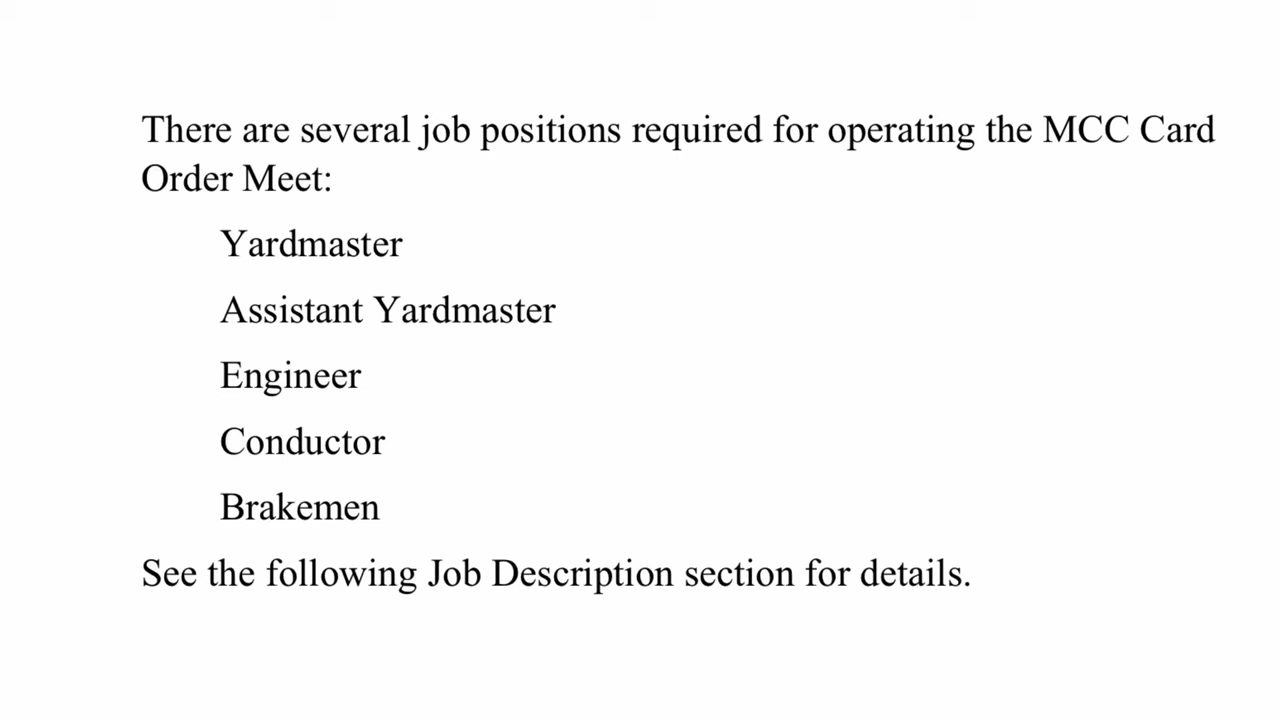 There are several job positions required for operating the MCC Card
Order Meet:
Yardmaster
Assistant Yardmaster
Engineer
Conductor
Brakemen
See the following Job Description section for details.